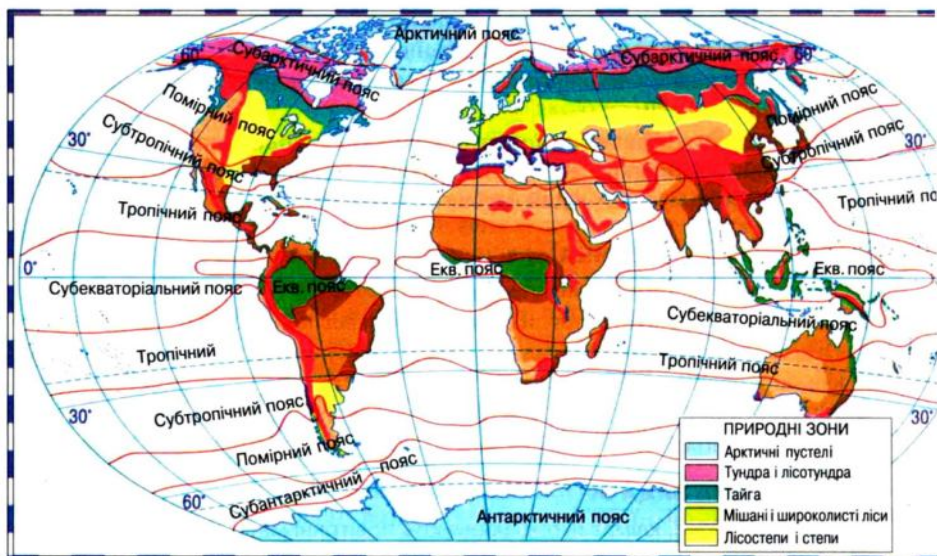 Арктичний пояс
Субарктичний пояс
Субарктичний пояс
60°
60°
Помірний пояс
Помірний пояс
30°
Субтропічний пояс
Субтропічний пояс
30°
Тропічний пояс
Тропічний по
0°
Екв. пояс
Екв. пояс
Екв. пояс
0°
Субекваторіальний пояс
Субекваторіальний пояс
Тропічний
Тропічний пояс
30°
Субтропічний пояс
30°
Помірний пояс
60°
Субантарктичний пояс
Антарктичний пояс
ПРИРОДНІ ЗОНИ
Арктичні пустелі
Тундра і лісотундра
Тайга
Мішані і широколисті ліси
Лісостепи і степи